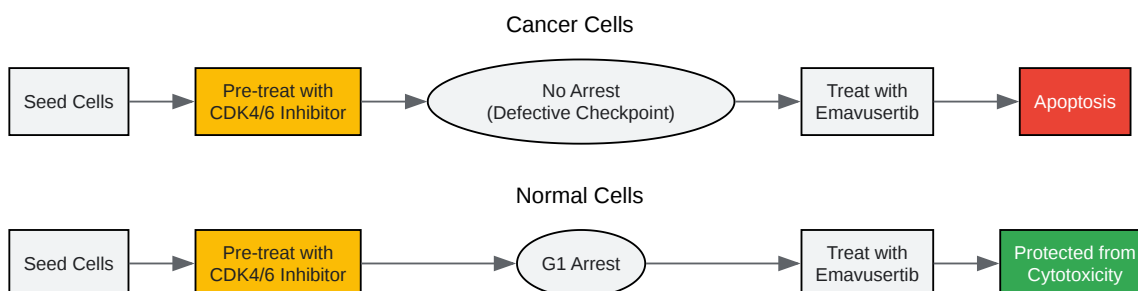 Cancer Cells
Seed Cells
Pre-treat with
CDK4/6 Inhibitor
No Arrest
(Defective Checkpoint)
Treat with
Emavusertib
Apoptosis
Normal Cells
Seed Cells
Pre-treat with
CDK4/6 Inhibitor
G1 Arrest
Treat with
Emavusertib
Protected from
Cytotoxicity